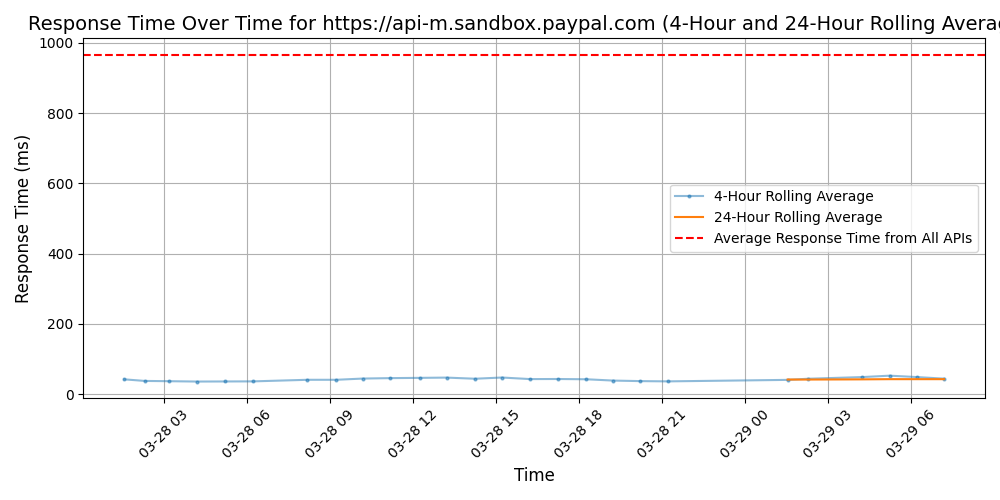 Response Time Over Time for https://api-m.sandbox.paypal.com (4-Hour and 24-Hour Rolling Avera
Response Time (ms)
1000
800
600
400
200
0
4-Hour Rolling Average
24-Hour Rolling Average
Average Response Time from All APIs
03-28 03
03-28 06
03-28 09
03-28 12
03-28 15
03-28 18
03-28 21
03-29 00
03-29 03
03-29 06
Time